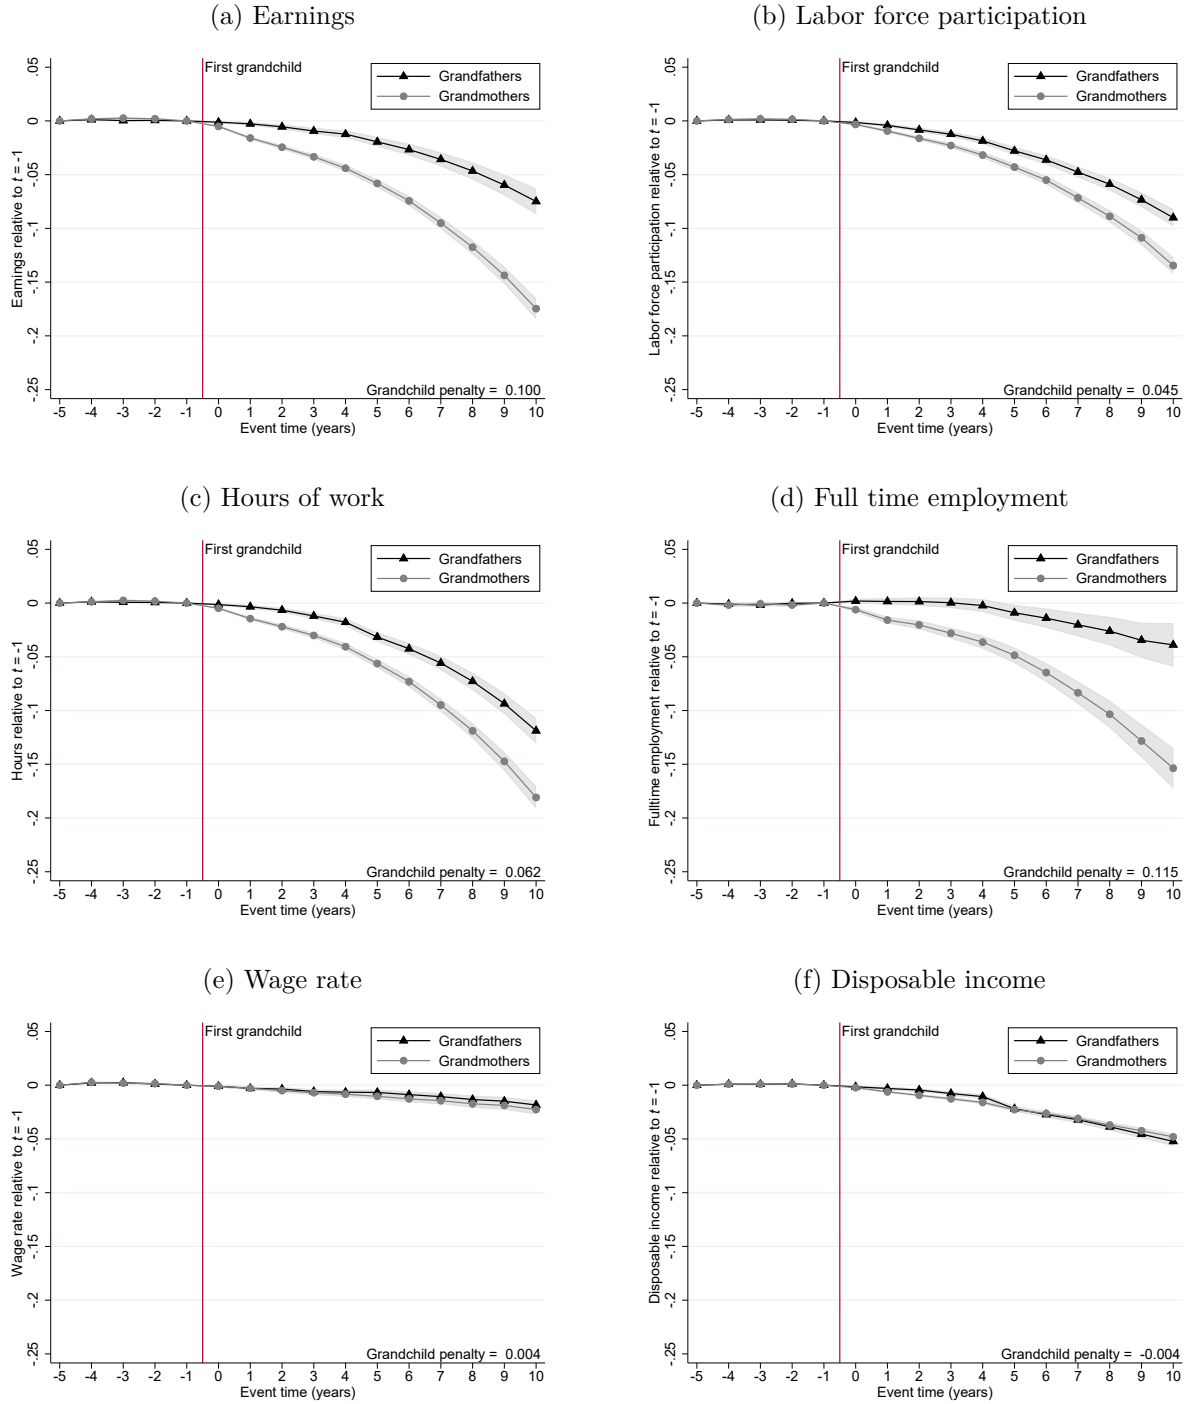 (a) Earnings
Earnings relative to t = -1
.05
0
-.05
-.1
-.15
-.2
-.25
First grandchild
Grandfathers
Grandmothers
Grandchild penalty = 0.100
-5 -4 -3 -2 -1 0 1 2 3 4 5 6 7 8 9 10
Event time (years)
(b) Labor force participation
Labor force participation relative to t = -1
.05
0
-.05
-.1
-.15
-.2
-.25
First grandchild
Grandfathers
Grandmothers
Grandchild penalty = 0.045
-5 -4 -3 -2 -1 0 1 2 3 4 5 6 7 8 9 10
Event time (years)
(c) Hours of work
Hours relative to t = -1
.05
0
-.05
-.1
-.15
-.2
-.25
First grandchild
Grandfathers
Grandmothers
Grandchild penalty = 0.062
-5 -4 -3 -2 -1 0 1 2 3 4 5 6 7 8 9 10
Event time (years)
(d) Full time employment
Fulltime employment relative to t = -1
.05
0
-.05
-.1
-.15
-.2
-.25
First grandchild
Grandfathers
Grandmothers
Grandchild penalty = 0.115
-5 -4 -3 -2 -1 0 1 2 3 4 5 6 7 8 9 10
Event time (years)
(e) Wage rate
Wage rate relative to t = -1
.05
0
-.05
-.1
-.15
-.2
-.25
First grandchild
Grandfathers
Grandmothers
Grandchild penalty = 0.004
-5 -4 -3 -2 -1 0 1 2 3 4 5 6 7 8 9 10
Event time (years)
(f) Disposable income
Disposable income relative to t = -1
.05
0
-.05
-.1
-.15
-.2
-.25
First grandchild
Grandfathers
Grandmothers
Grandchild penalty = -0.004
-5 -4 -3 -2 -1 0 1 2 3 4 5 6 7 8 9 10
Event time (years)